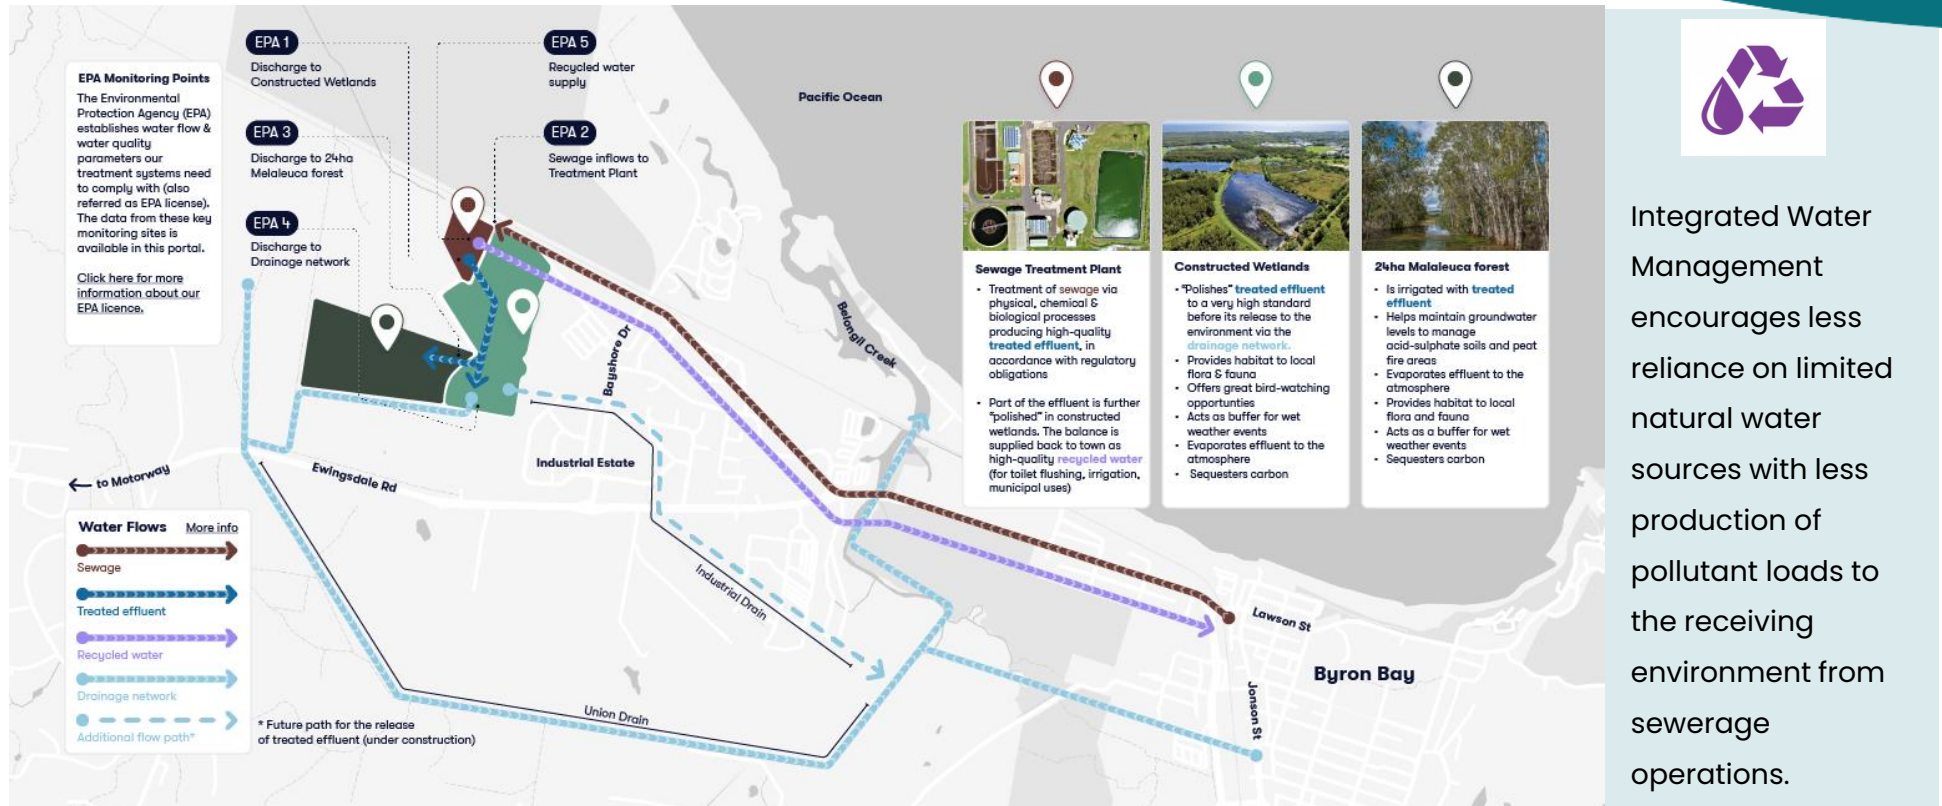 EPA Monitoring Points
The Environmental
Protection Agency (EPA)
establishes water flow &
water quality
parameters our
treatment systems need
to comply with (also
referred as EPA license).
The data from these key
monitoring sites is
available in this portal.
Click here for more
information about our
EPA licence.
EPA 1
Discharge to
Constructed Wetlands
EPA 5
Recycled water
supply
EPA 3
Discharge to 24ha
Melaleuca forest
EPA 2
Sewage inflows to
Treatment Plant
EPA 4
Discharge to
Drainage network
Pacific Ocean
Belongil Creek
Bayshore Dr
Industrial Estate
Ewingsdale Rd
← to Motorway
Industrial Drain
Union Drain
Lawson St
Byron Bay
Jonson St
Water Flows More info
Sewage
Treated effluent
Recycled water
Drainage network
Additional flow path*
* Future path for the release
of treated effluent (under construction)
Sewage Treatment Plant
• Treatment of sewage via
physical, chemical &
biological processes
producing high-quality
treated effluent, in
accordance with regulatory
obligations
• Part of the effluent is further
"polished" in constructed
wetlands. The balance is
supplied back to town as
high-quality recycled water
(for toilet flushing, irrigation,
municipal uses)
Constructed Wetlands
• "Polishes" treated effluent
to a very high standard
before its release to the
environment via the
drainage network.
• Provides habitat to local
flora & fauna
• Offers great bird-watching
opportunties
• Acts as buffer for wet
weather events
• Evaporates effluent to the
atmosphere
• Sequesters carbon
24ha Malaleuca forest
• Is irrigated with treated
effluent
• Helps maintain groundwater
levels to manage
acid-sulphate soils and peat
fire areas
• Evaporates effluent to the
atmosphere
• Provides habitat to local
flora and fauna
• Acts as a buffer for wet
weather events
• Sequesters carbon
Integrated Water
Management
encourages less
reliance on limited
natural water
sources with less
production of
pollutant loads to
the receiving
environment from
sewerage
operations.